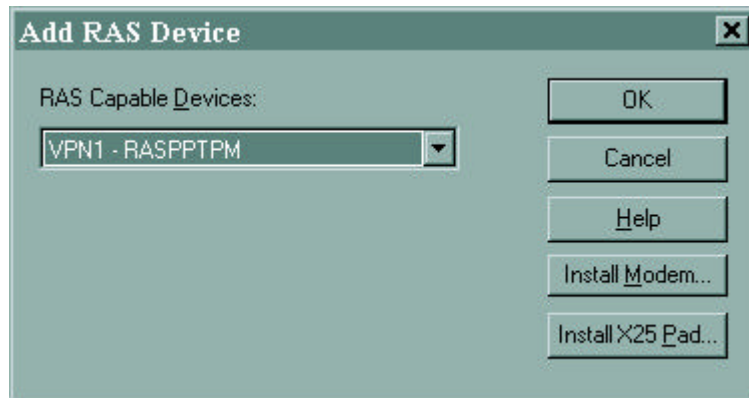 Add RAS Device
RAS Capable Devices:
VPN1 - RASPPTPM
OK
Cancel
Help
Install Modem...
Install X25 Pad...